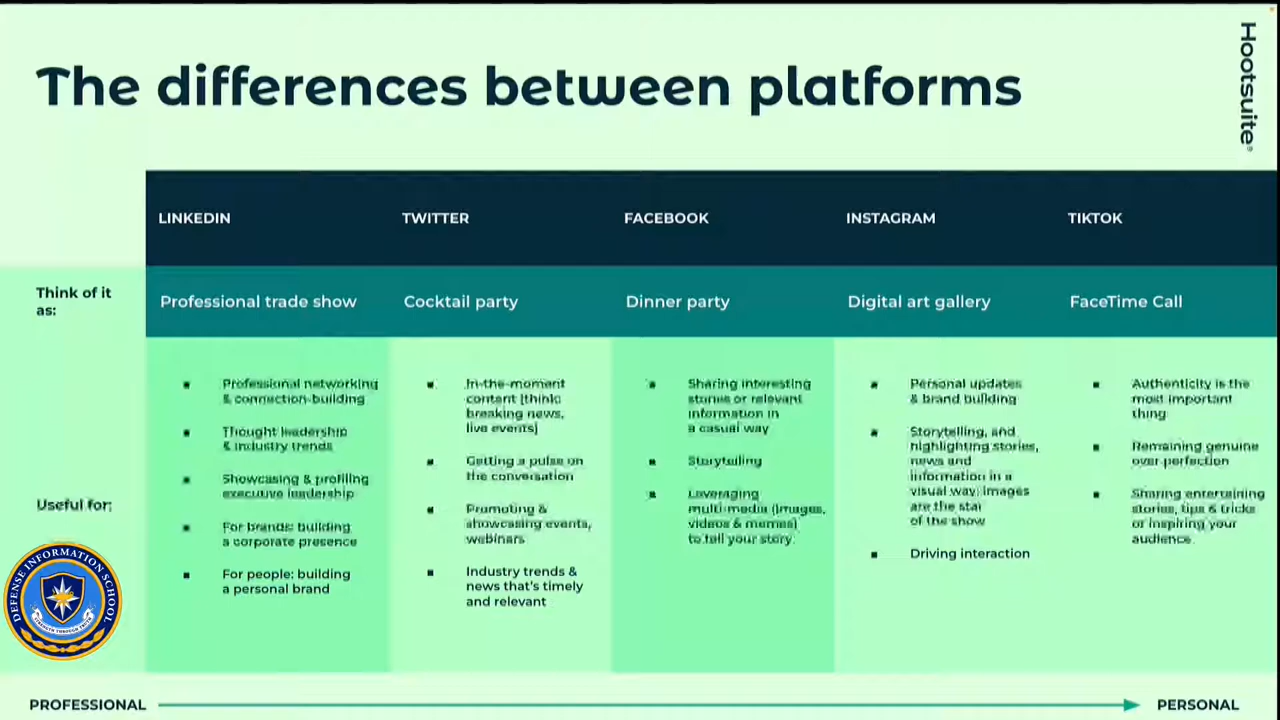 The differences between platforms
Hootsuite®
LINKEDIN
TWITTER
FACEBOOK
INSTAGRAM
TIKTOK
Think of it
as:
Professional trade show
Cocktail party
Dinner party
Digital art gallery
FaceTime Call
Useful for:
▪ Professional networking
& connection-building
▪ Thought leadership
& industry trends
▪ Showcasing & profiling
executive leadership
▪ For brands: building
a corporate presence
▪ For people: building
a personal brand
▪ In-the-moment
content (think:
breaking news,
live events)
▪ Getting a pulse on
the conversation
▪ Promoting &
showcasing events,
webinars
▪ Industry trends &
news that's timely
and relevant
▪ Sharing interesting
stories or relevant
information in
a casual way
▪ Storytelling
▪ Leveraging
multi-media (images,
videos & memes)
to tell your story.
▪ Personal updates
& brand building
▪ Storytelling, and
highlighting stories,
news and
information in a
visual way; images
are the star
of the show
▪ Driving interaction
▪ Authenticity is the
most important
thing
▪ Remaining genuine
over perfection
▪ Sharing entertaining
stories, tips & tricks
or inspiring your
audience.
DEFENSE INFORMATION SCHOOL
STRENGTH THROUGH TRUTH
PROFESSIONAL
PERSONAL